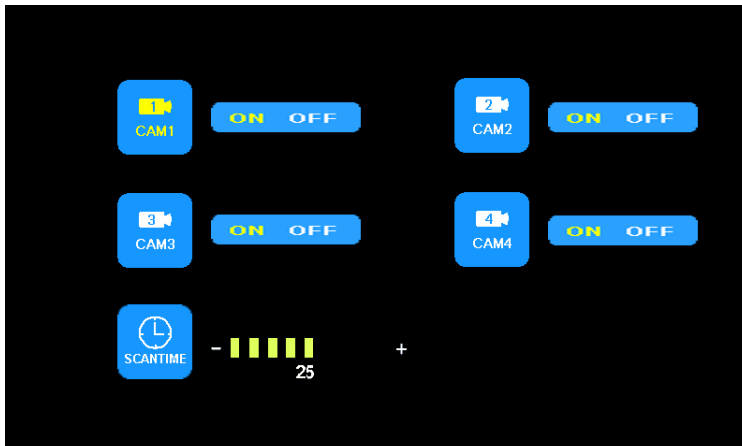 1
CAM1
ON OFF
2
CAM2
ON OFF
3
CAM3
ON OFF
4
CAM4
ON OFF
SCANTIME
- +
25